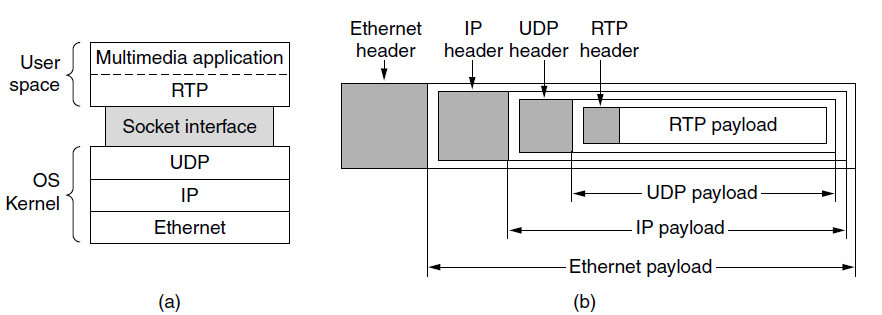 User
space
Multimedia application
RTP
Socket interface
OS
Kernel
UDP
IP
Ethernet
(a)
Ethernet
header
IP
header
UDP
header
RTP
header
RTP payload
UDP payload
IP payload
Ethernet payload
(b)